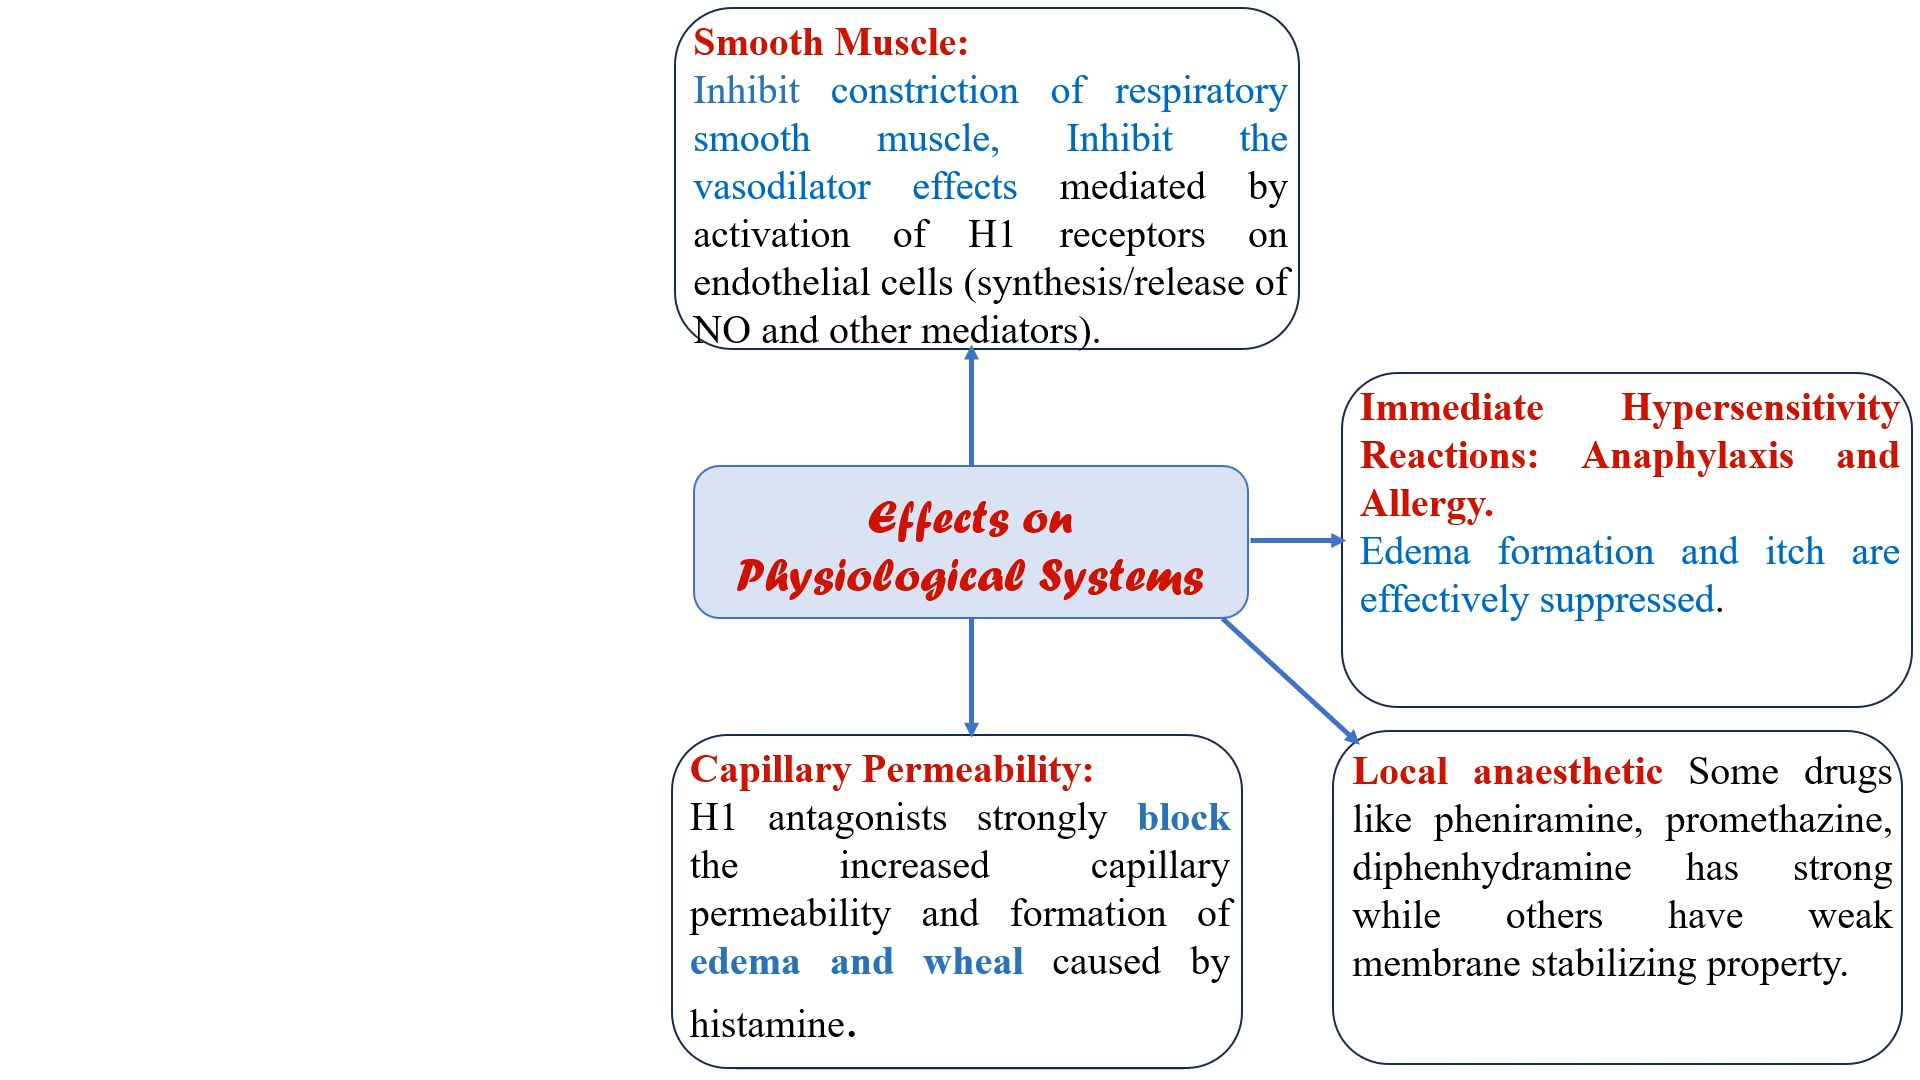 Smooth Muscle:
Inhibit constriction of respiratory
smooth muscle, Inhibit the
vasodilator effects mediated by
activation of H1 receptors on
endothelial cells (synthesis/release of
NO and other mediators).
Immediate Hypersensitivity
Reactions: Anaphylaxis and
Allergy.
Edema formation and itch are
effectively suppressed.
Effects on
Physiological Systems
Capillary Permeability:
H1 antagonists strongly block
the increased capillary
permeability and formation of
edema and wheal caused by
histamine.
Local anaesthetic Some drugs
like pheniramine, promethazine,
diphenhydramine has strong
while others have weak
membrane stabilizing property.